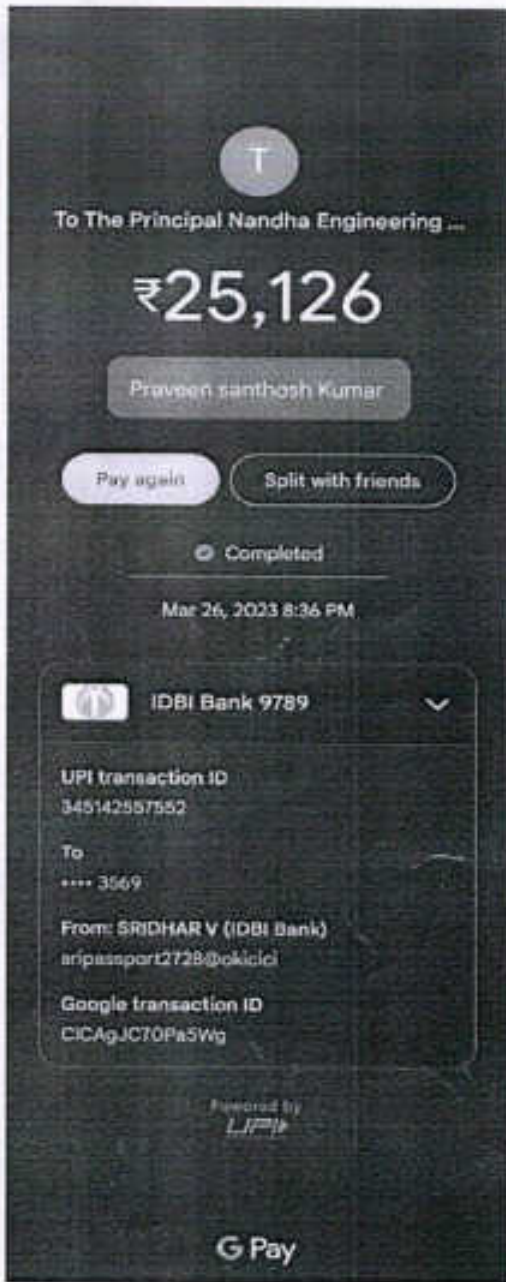 T
To The Principal Nandha Engineering ...
₹25,126
Praveen santhosh Kumar
Pay again
Split with friends
Completed
Mar 26, 2023 8:36 PM
IDBI Bank 9789
UPI transaction ID
345142557552
To
•••• 3569
From: SRIDHAR V (IDBI Bank)
aripassport2728@okicici
Google transaction ID
CICAgJC70Pa5Wg
Powered by
UPI
G Pay